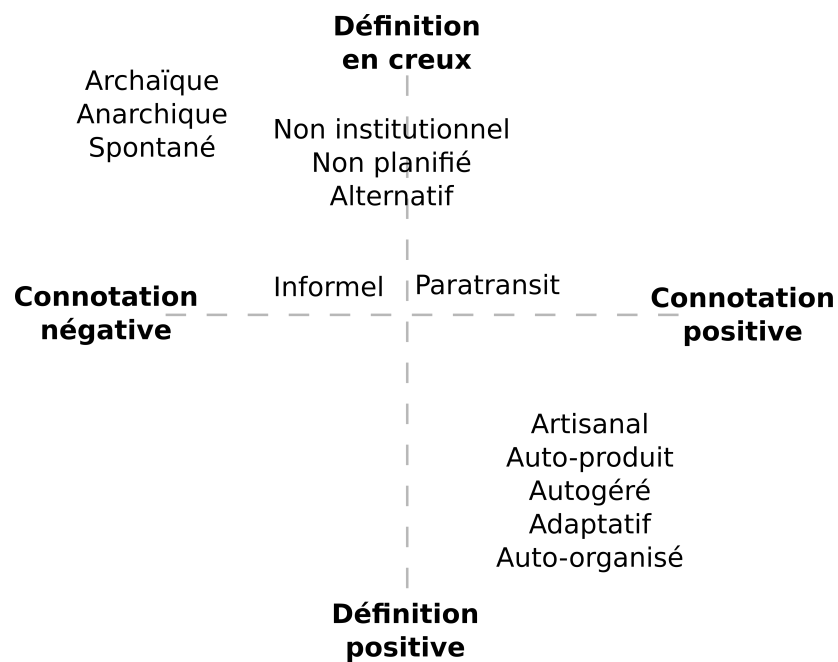 Définition
en creux
Archaïque
Anarchique
Spontané
Non institutionnel
Non planifié
Alternatif
Informel
Paratransit
Connotation
négative
Connotation
positive
Artisanal
Auto-produit
Autogéré
Adaptatif
Auto-organisé
Définition
positive